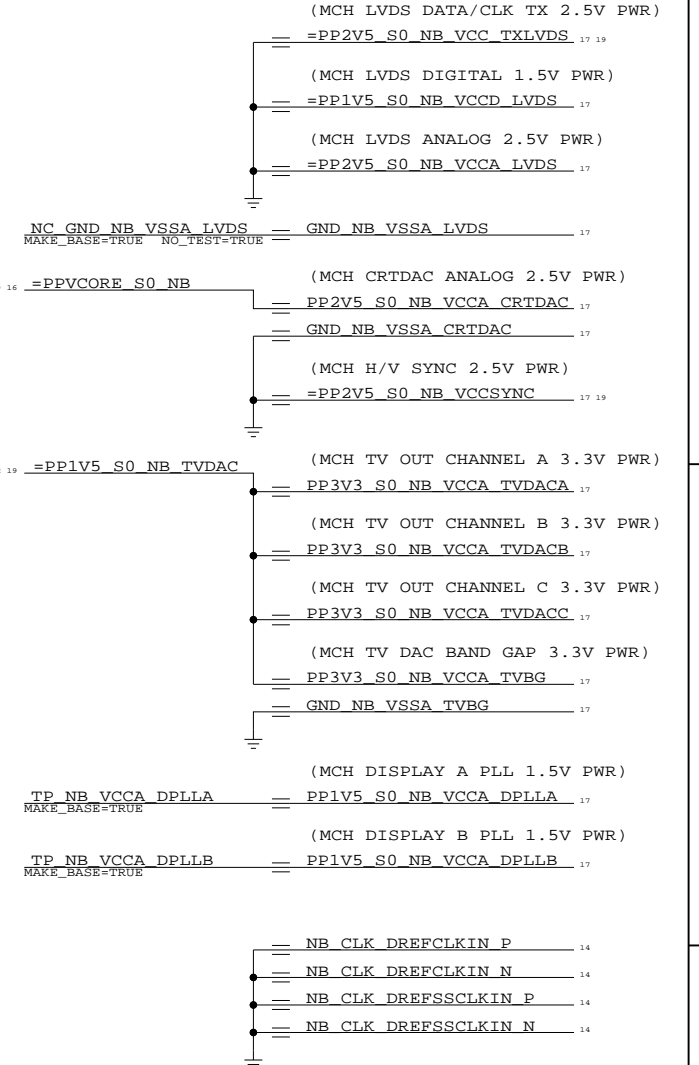 (MCH LVDS DATA/CLK TX 2.5V PWR)
=PP2V5_S0_NB_VCC_TXLVDS 17 19
(MCH LVDS DIGITAL 1.5V PWR)
=PP1V5_S0_NB_VCCD_LVDS 17
(MCH LVDS ANALOG 2.5V PWR)
=PP2V5_S0_NB_VCCA_LVDS 17
NC_GND_NB_VSSA_LVDS GND_NB_VSSA_LVDS 17
MAKE_BASE=TRUE NO_TEST=TRUE
(MCH CRTDAC ANALOG 2.5V PWR)
16 =PPVCORE_S0_NB
PP2V5_S0_NB_VCCA_CRTDAC 17
GND_NB_VSSA_CRTDAC 17
(MCH H/V SYNC 2.5V PWR)
=PP2V5_S0_NB_VCCSYNC 17 19
(MCH TV OUT CHANNEL A 3.3V PWR)
19 =PP1V5_S0_NB_TVDAC
PP3V3_S0_NB_VCCA_TVDACA 17
(MCH TV OUT CHANNEL B 3.3V PWR)
PP3V3_S0_NB_VCCA_TVDACB 17
(MCH TV OUT CHANNEL C 3.3V PWR)
PP3V3_S0_NB_VCCA_TVDACC 17
(MCH TV DAC BAND GAP 3.3V PWR)
PP3V3_S0_NB_VCCA_TVBG 17
GND_NB_VSSA_TVBG 17
(MCH DISPLAY A PLL 1.5V PWR)
TP_NB_VCCA_DPLLA PP1V5_S0_NB_VCCA_DPLLA 17
MAKE_BASE=TRUE
(MCH DISPLAY B PLL 1.5V PWR)
TP_NB_VCCA_DPLLB PP1V5_S0_NB_VCCA_DPLLB 17
MAKE_BASE=TRUE
NB_CLK_DREFCLKIN_P 14
NB_CLK_DREFCLKIN_N 14
NB_CLK_DREFSSCLKIN_P 14
NB_CLK_DREFSSCLKIN_N 14